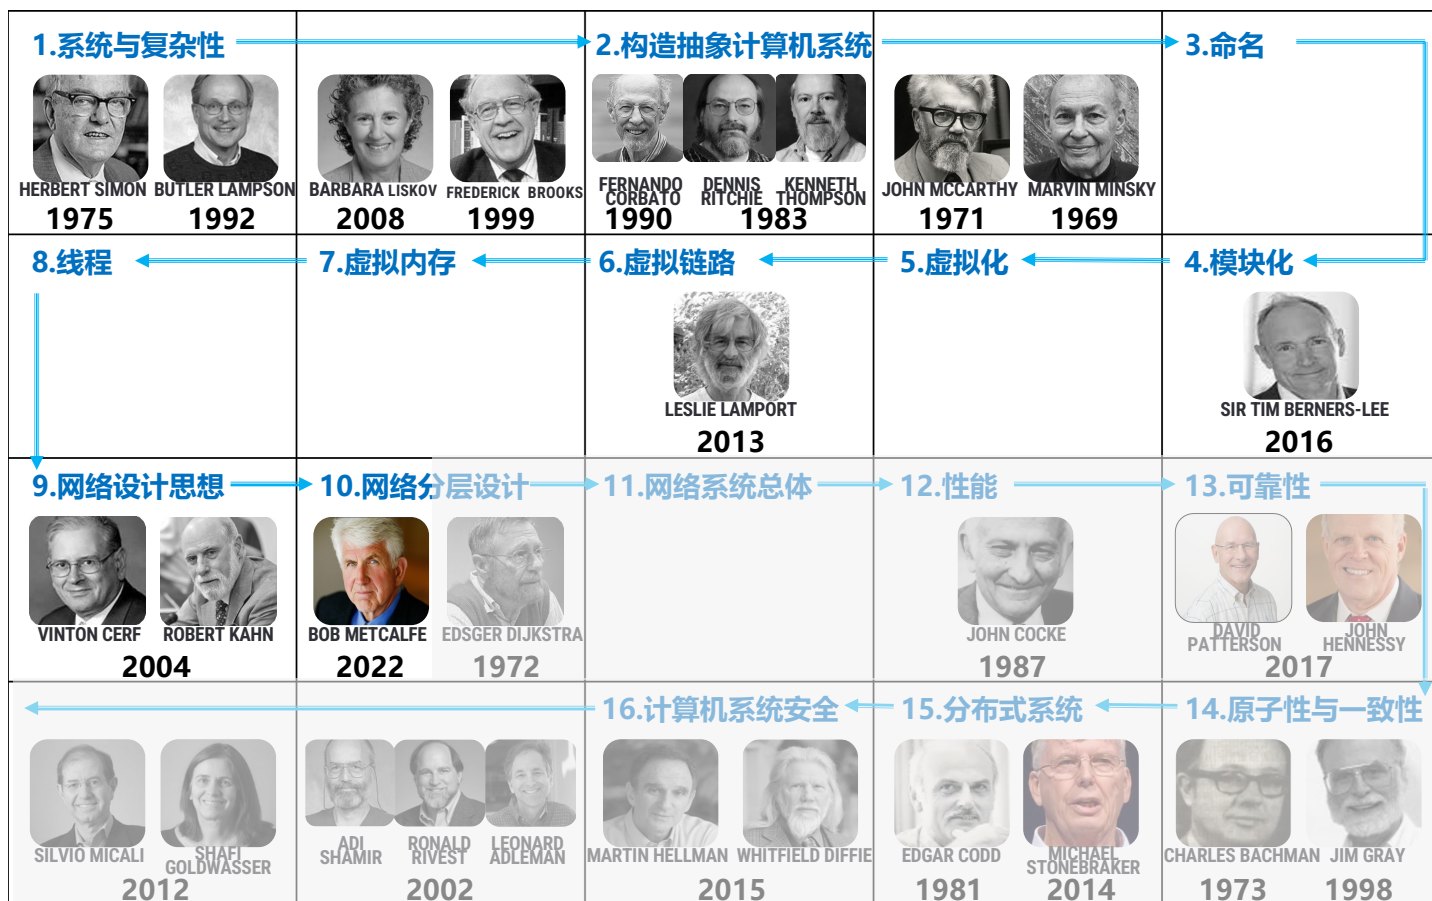 1.系统与复杂性
2.构造抽象计算机系统
3.命名
HERBERT SIMON
1975
BUTLER LAMPSON
1992
BARBARA LISKOV
2008
FREDERICK BROOKS
1999
FERNANDO
CORBATO
1990
DENNIS
RITCHIE
KENNETH
THOMPSON
1983
JOHN MCCARTHY
1971
MARVIN MINSKY
1969
8.线程
7.虚拟内存
6.虚拟链路
5.虚拟化
4.模块化
LESLIE LAMPORT
2013
SIR TIM BERNERS-LEE
2016
9.网络设计思想
10.网络分层设计
11.网络系统总体
12.性能
13.可靠性
VINTON CERF
ROBERT KAHN
2004
BOB METCALFE
2022
EDSGER DIJKSTRA
1972
JOHN COCKE
1987
DAVID
PATTERSON
JOHN
HENNESSY
2017
16.计算机系统安全
15.分布式系统
14.原子性与一致性
SILVIO MICALI
SHAFI
GOLDWASSER
2012
ADI
SHAMIR
RONALD
RIVEST
LEONARD
ADLEMAN
2002
MARTIN HELLMAN
WHITFIELD DIFFIE
2015
EDGAR CODD
1981
MICHAEL
STONEBRAKER
2014
CHARLES BACHMAN
1973
JIM GRAY
1998